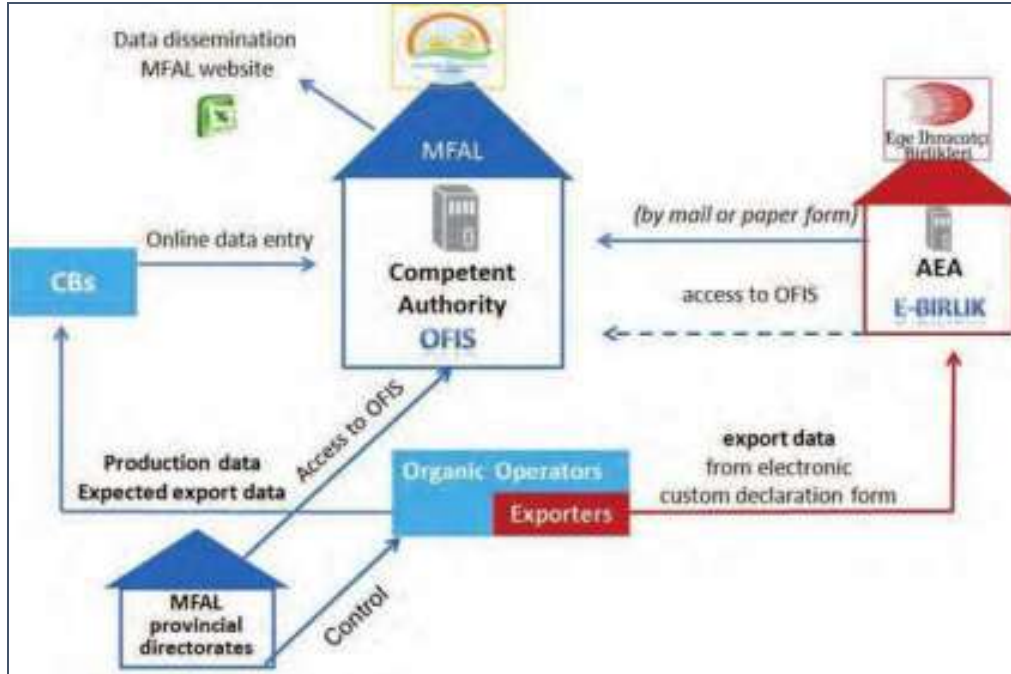 Data dissemination
MFAL website
MFAL
Ege İhracatçı
Birlikleri
(by mail or paper form)
Online data entry
CBs
Competent
Authority
OFIS
AEA
E-BIRLIK
access to OFIS
Access to OFIS
Production data
Expected export data
Organic Operators
Exporters
export data
from electronic
custom declaration form
MFAL
provincial
directorates
Control